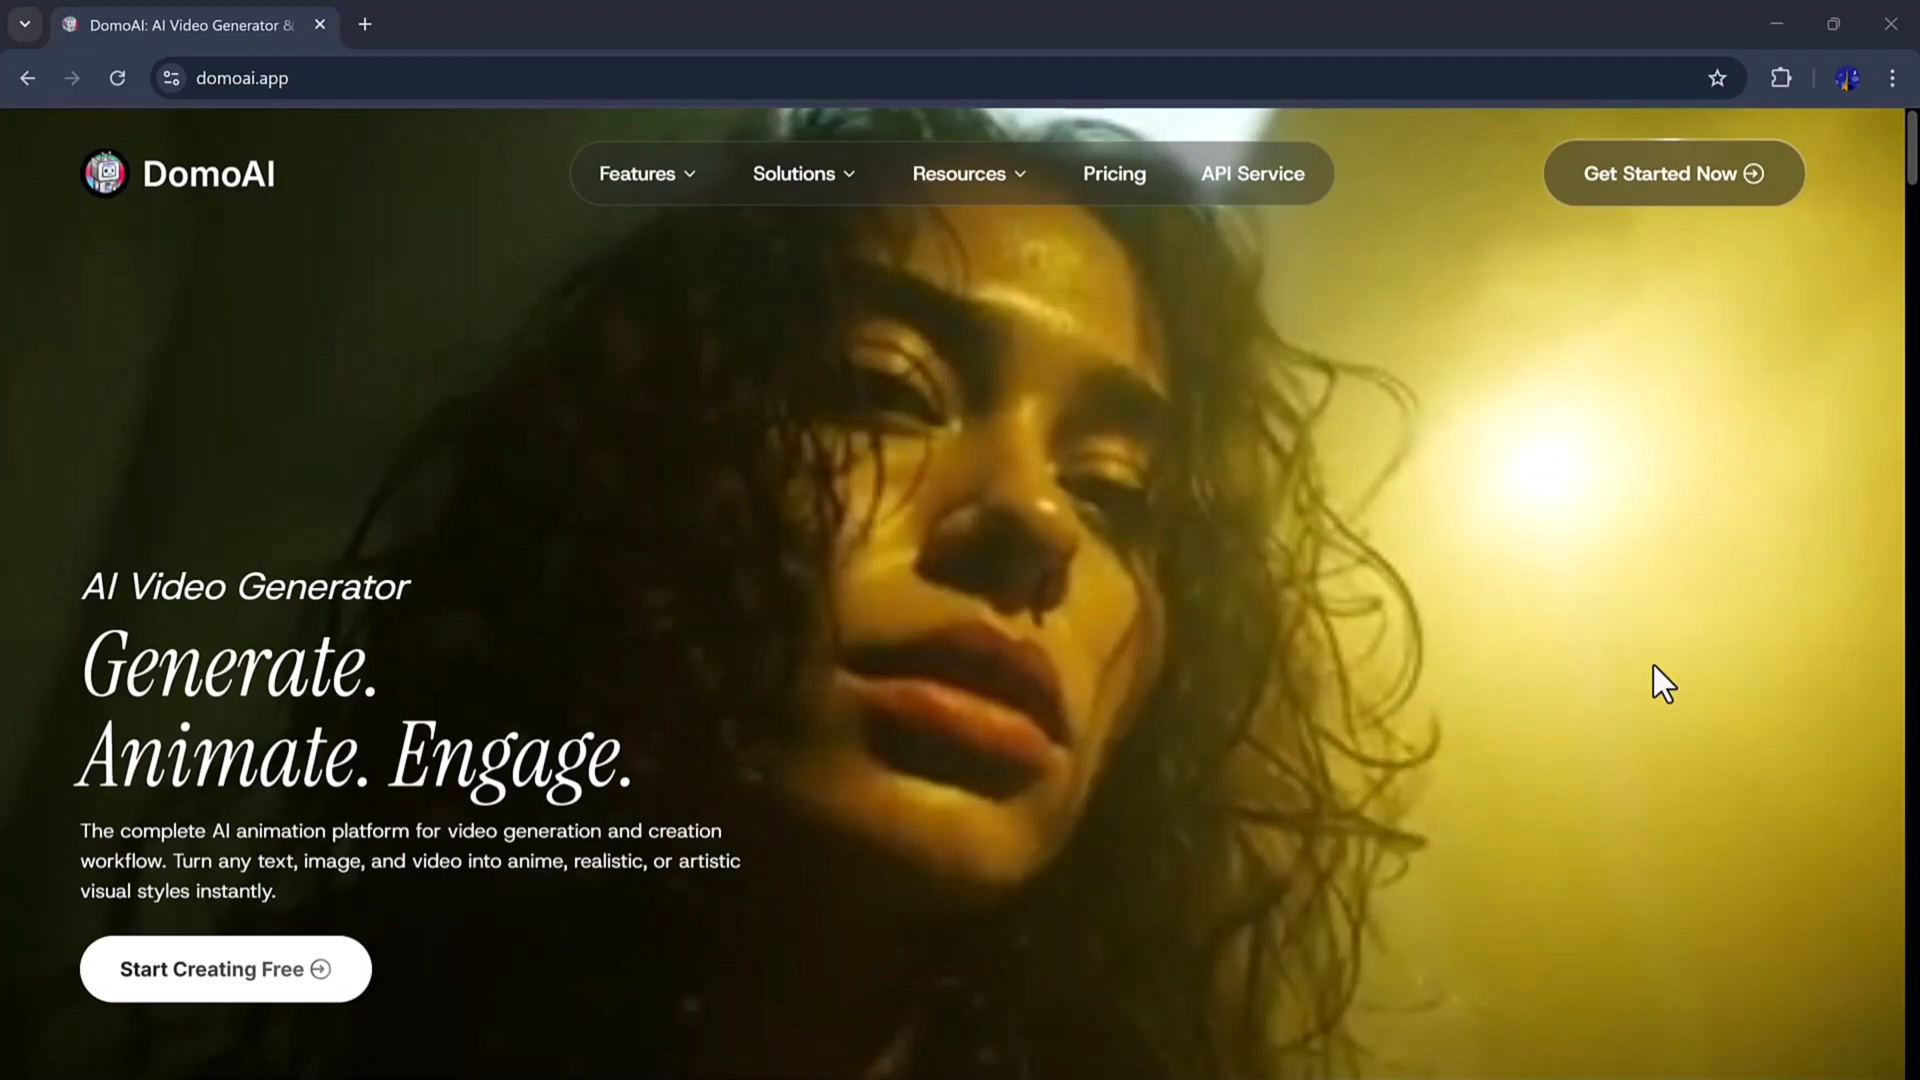 DomoAI: AI Video Generator &
domoai.app
DomoAI
Features
Solutions
Resources
Pricing
API Service
Get Started Now
AI Video Generator
Generate.
Animate. Engage.
The complete AI animation platform for video generation and creation
workflow. Turn any text, image, and video into anime, realistic, or artistic
visual styles instantly.
Start Creating Free